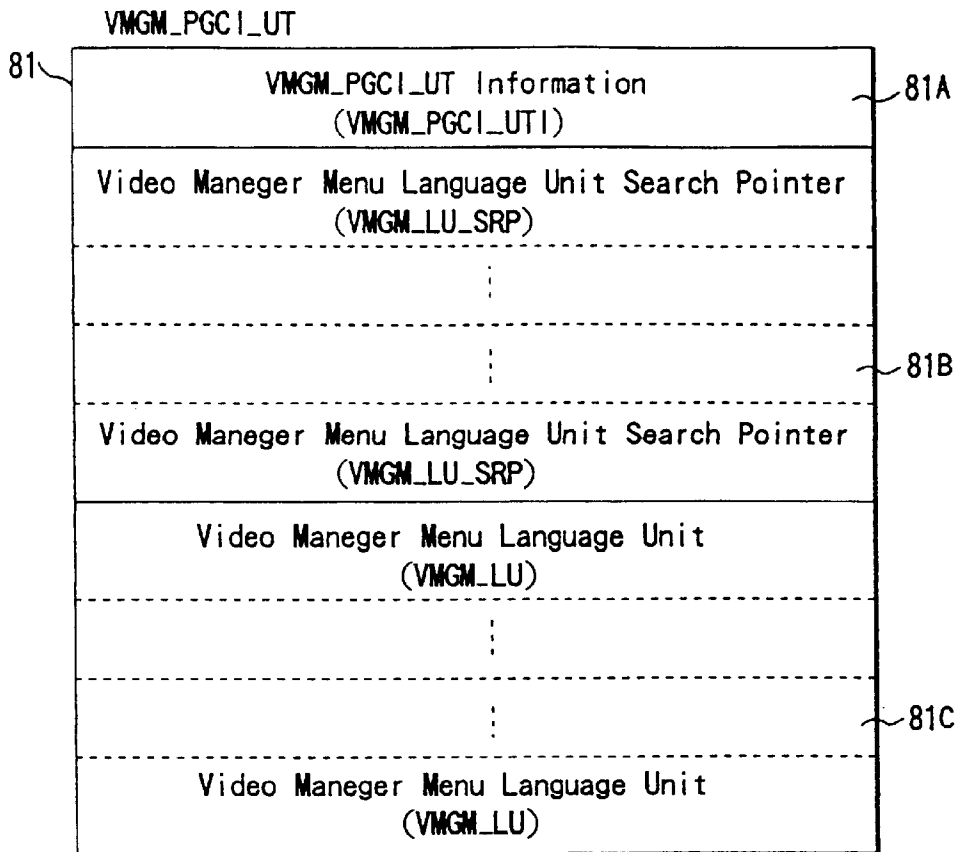 VMGM_PGCI_UT
81
VMGM_PGCI_UT Information
(VMGM_PGCI_UTI)
81A
Video Maneger Menu Language Unit Search Pointer
(VMGM_LU_SRP)
81B
Video Maneger Menu Language Unit Search Pointer
(VMGM_LU_SRP)
Video Maneger Menu Language Unit
(VMGM_LU)
81C
Video Maneger Menu Language Unit
(VMGM_LU)